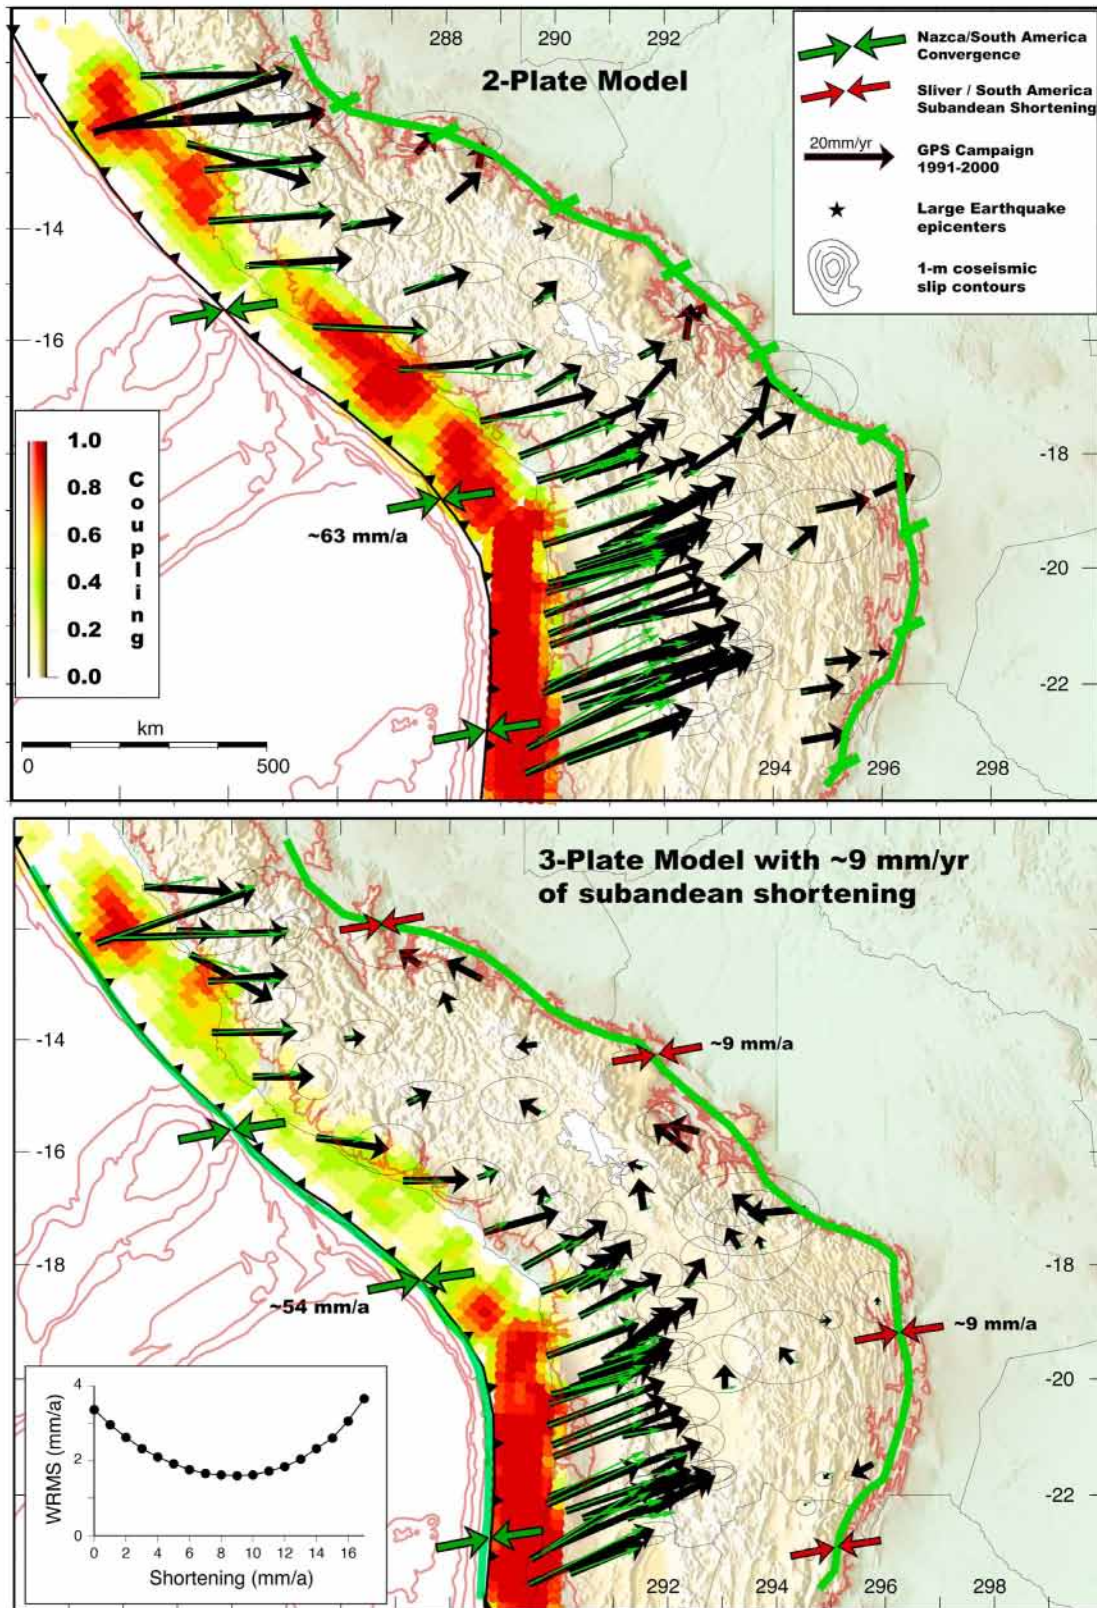 288
290
292
2-Plate Model
Nazca/South America
Convergence
Sliver / South America
Subandean Shortening
20mm/yr
GPS Campaign
1991-2000
Large Earthquake
epicenters
1-m coseismic
slip contours
-14
-16
1.0
0.8
0.6
0.4
0.2
0.0
Coupling
~63 mm/a
-18
-20
-22
km
0
500
294
296
298
3-Plate Model with ~9 mm/yr
of subandean shortening
-14
~9 mm/a
-16
-18
-18
~54 mm/a
~9 mm/a
-20
-22
WRMS (mm/a)
4
2
0
0
2
4
6
8
10
12
14
16
Shortening (mm/a)
292
294
296
298